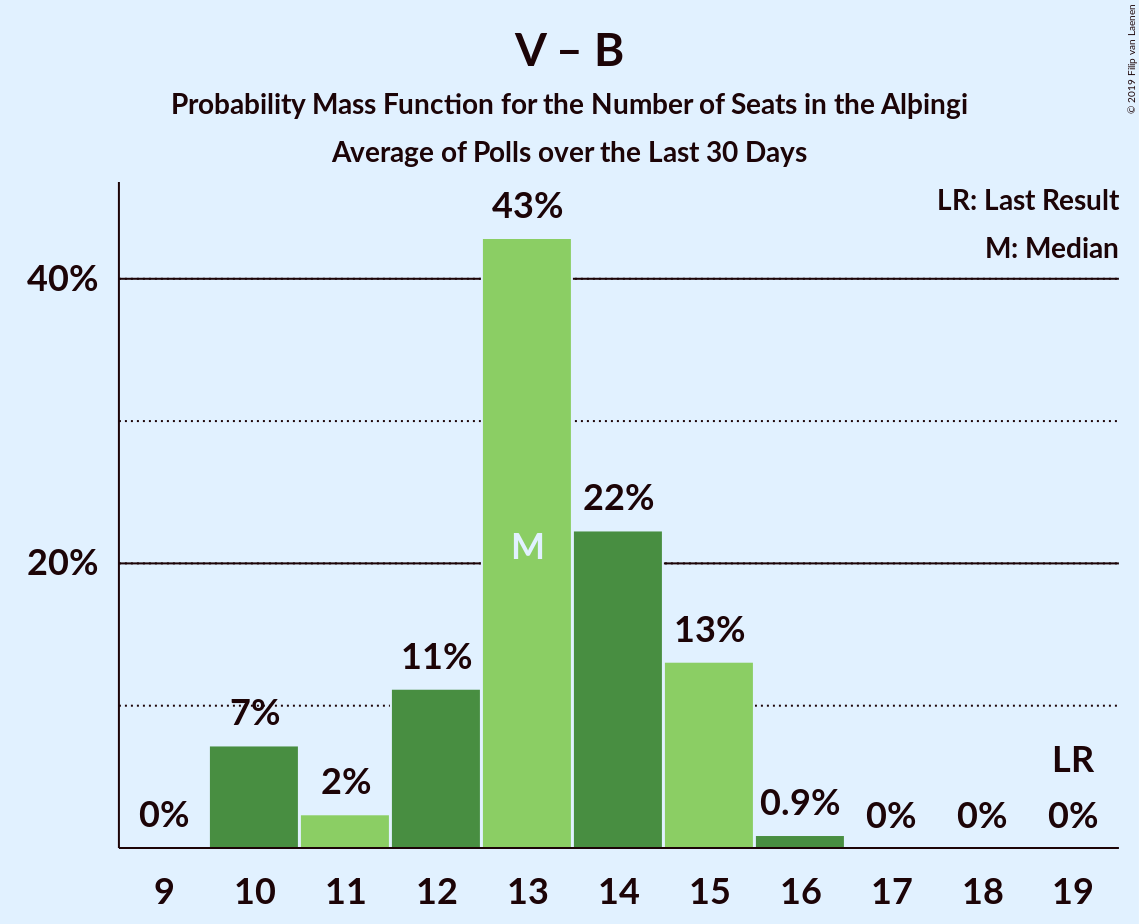 V – B
Probability Mass Function for the Number of Seats in the Alþingi
Average of Polls over the Last 30 Days
© 2019 Filip van Laenen
LR: Last Result
M: Median
43%
40%
22%
M
20%
13%
11%
7%
LR
2%
0.9%
0%
0%
0%
0%
9 10 11 12 13 14 15 16 17 18 19